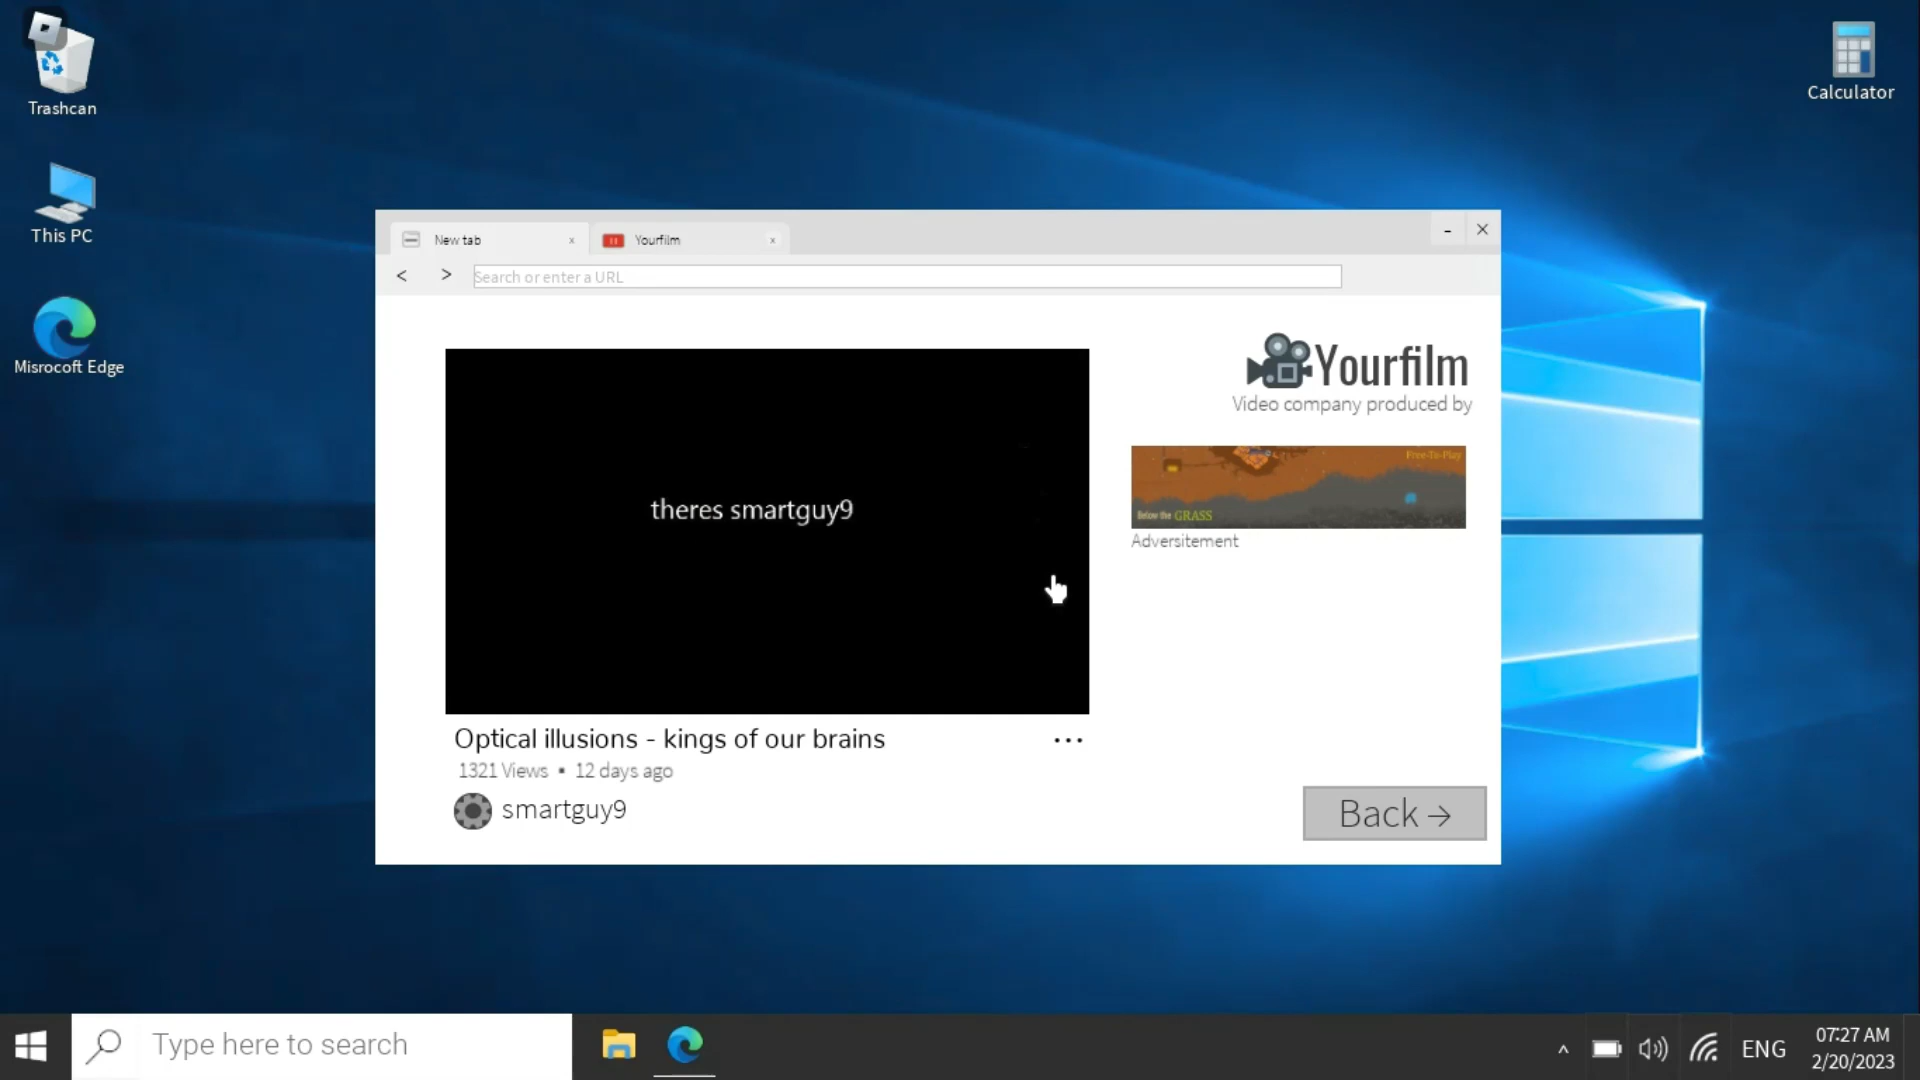 Trashcan
Calculator
This PC
Misrocoft Edge
New tab x
Yourfilm x
- ×
< > Search or enter a URL
Yourfilm
Video company produced by
theres smartguy9
Free-To-Play
Below the GRASS
Adversitement
Optical illusions - kings of our brains
...
1321 Views ▪ 12 days ago
smartguy9
Back →
Type here to search
ENG
07:27 AM
2/20/2023